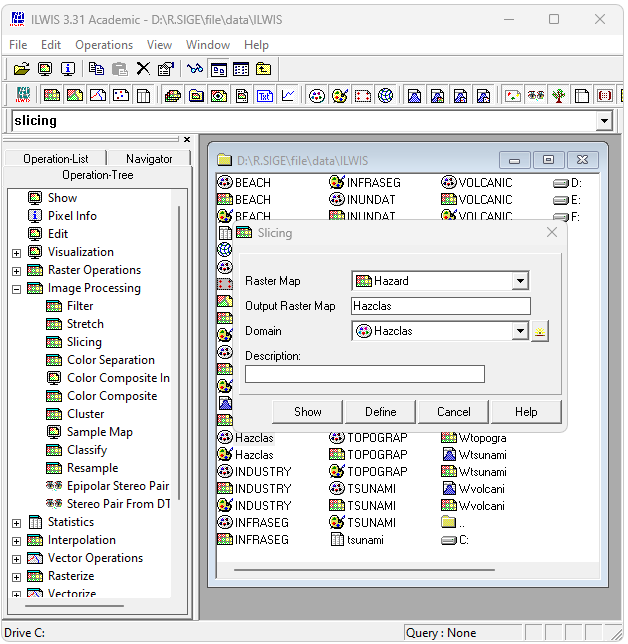 ILWIS 3.31 Academic - D:\R.SIGE\file\data\ILWIS
File Edit Operations View Window Help
slicing
Operation-List Navigator
Operation-Tree
Show
Pixel Info
Edit
Visualization
Raster Operations
Image Processing
Filter
Stretch
Slicing
Color Separation
Color Composite In
Color Composite
Cluster
Sample Map
Classify
Resample
Epipolar Stereo Pair
Stereo Pair From DT
Statistics
Interpolation
Vector Operations
Rasterize
Vectorize
D:\R.SIGE\file\data\ILWIS
BEACH INFRASEG VOLCANIC D:
BEACH INUNDAT VOLCANIC E:
BEACH INUNDAT VOLCANIC F:
Slicing
Raster Map Hazard
Output Raster Map Hazclas
Domain Hazclas
Description:
Show Define Cancel Help
Hazclas TOPOGRAP Wtopogra
Hazclas TOPOGRAP Wtsunami
INDUSTRY TOPOGRAP Wtsunami
INDUSTRY TSUNAMI Wvolcani
INDUSTRY TSUNAMI Wvolcani
INFRASEG TSUNAMI ..
INFRASEG tsunami C:
Drive C: Query : None